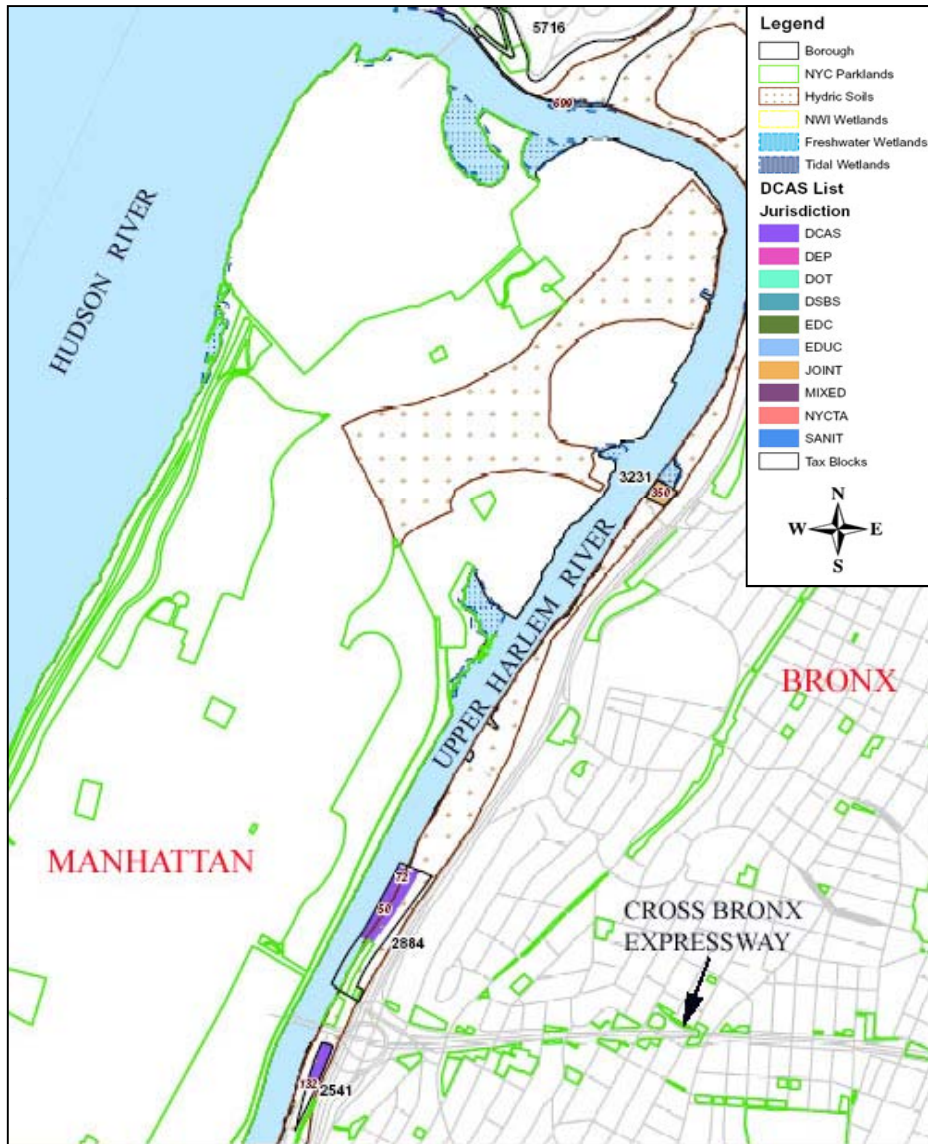 5716
Legend
Borough
NYC Parklands
Hydric Soils
NWI Wetlands
Freshwater Wetlands
Tidal Wetlands
DCAS List
Jurisdiction
DCAS
DEP
DOT
DSBS
EDC
EDUC
JOINT
MIXED
NYCTA
SANIT
Tax Blocks
N
W E
S
699
HUDSON RIVER
3231
350
UPPER HARLEM RIVER
BRONX
MANHATTAN
72
50
2884
CROSS BRONX
EXPRESSWAY
132
2541